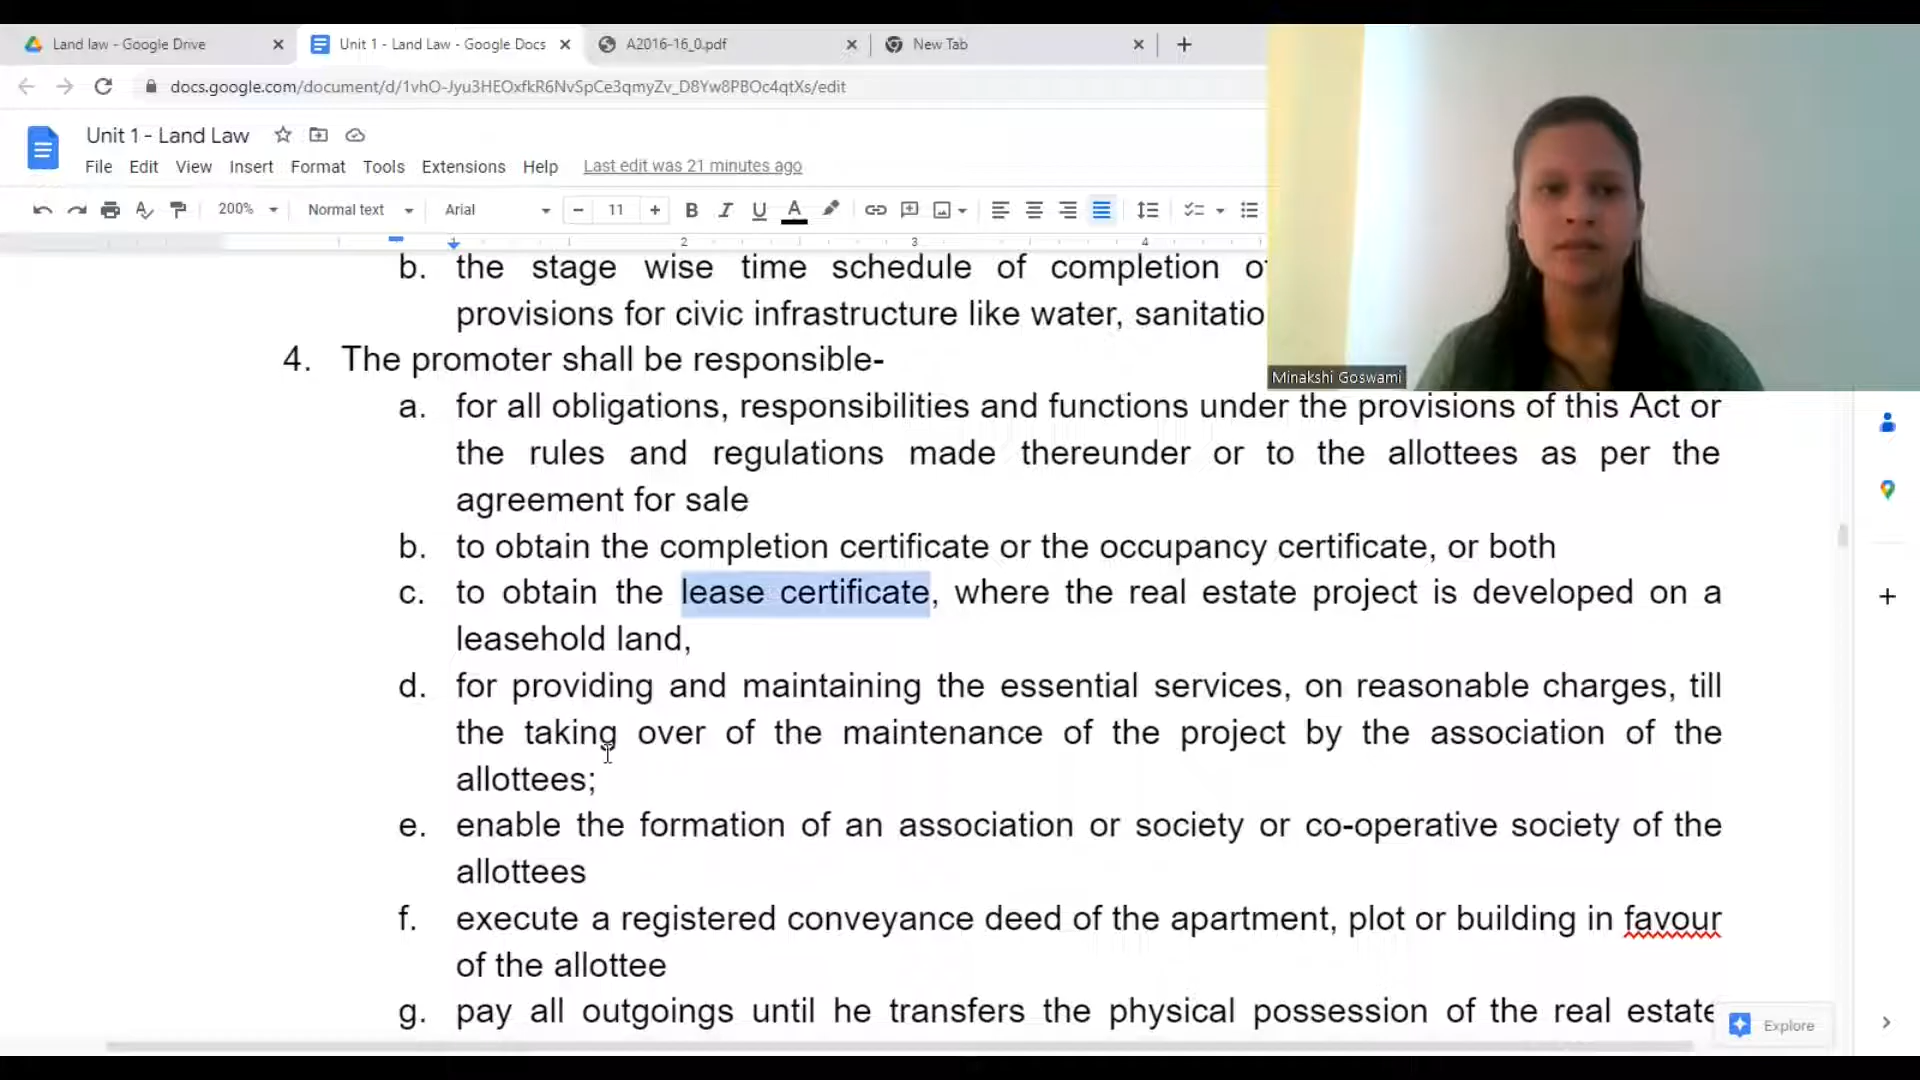 Land law - Google Drive
Unit 1 - Land Law - Google Docs
A2016-16_0.pdf
New Tab
docs.google.com/document/d/1vhO-Jyu3HEOxfkR6NvSpCe3qmyZv_D8Yw8PBOc4qtXs/edit
Unit 1 - Land Law
File Edit View Insert Format Tools Extensions Help Last edit was 21 minutes ago
200% Normal text Arial 11
1 2 3 4
b. the stage wise time schedule of completion
provisions for civic infrastructure like water, sanitatio
4. The promoter shall be responsible-
Minakshi Goswami
a. for all obligations, responsibilities and functions under the provisions of this Act or
the rules and regulations made thereunder or to the allottees as per the
agreement for sale
b. to obtain the completion certificate or the occupancy certificate, or both
c. to obtain the lease certificate, where the real estate project is developed on a
leasehold land,
d. for providing and maintaining the essential services, on reasonable charges, till
the taking over of the maintenance of the project by the association of the
allottees;
e. enable the formation of an association or society or co-operative society of the
allottees
f. execute a registered conveyance deed of the apartment, plot or building in favour
of the allottee
g. pay all outgoings until he transfers the physical possession of the real estate
Explore